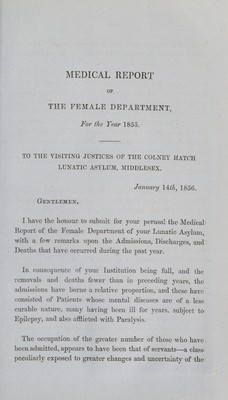 MEDICAL REPORT
OF
THE FEMALE DEPARTMENT,
For the Year 1855.
TO THE VISITING JUSTICES OF THE COLNEY HATCH
LUNATIC ASYLUM, MIDDLESEX.
January 14th, 1856.
GENTLEMEN,
I have the honour to submit for your perusal the Medical
Report of the Female Department of your Lunatic Asylum,
with a few remarks upon the Admissions, Discharges, and
Deaths that have occurred during the past year.
In consequence of your Institution being full, and the
removals and deaths fewer than in preceding years, the
admissions have borne a relative proportion, and these have
consisted of Patients whose mental diseases are of a less
curable nature, many having been ill for years, subject to
Epilepsy, and also afflicted with Paralysis.
The occupation of the greater number of those who have
been admitted, appears to have been that of servants—a class
peculiarly exposed to greater changes and uncertainty of the